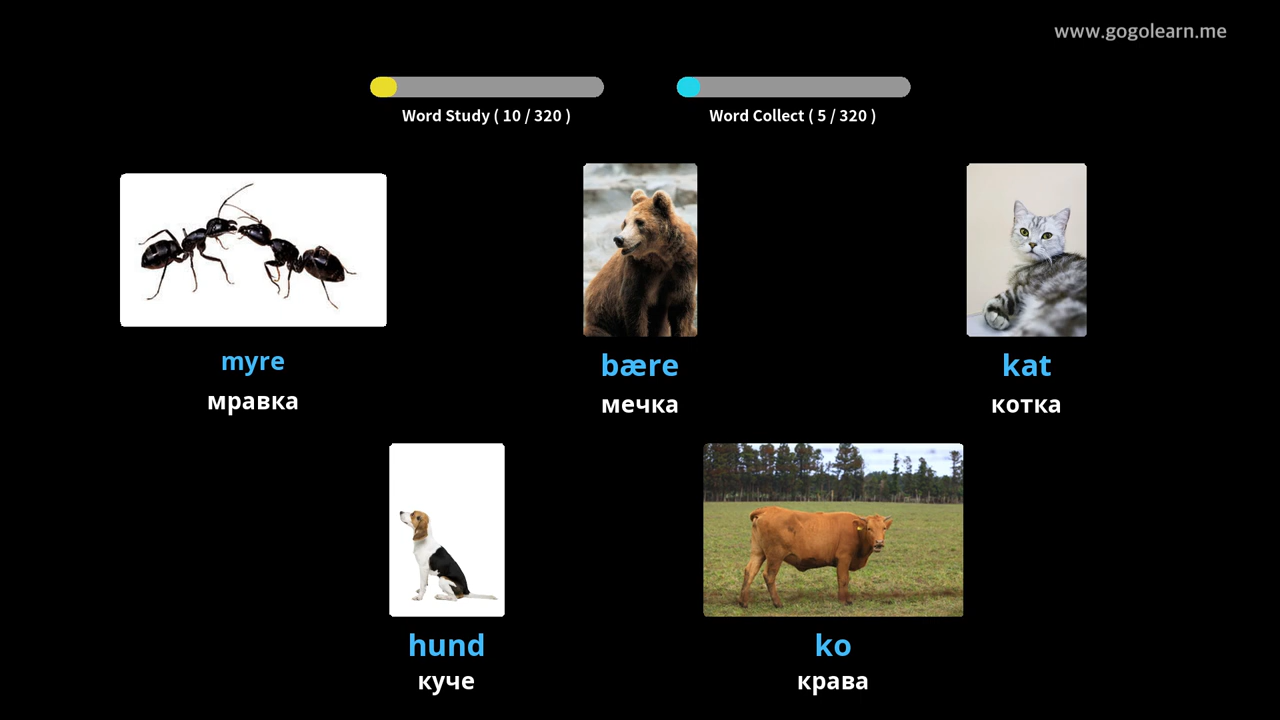 www.gogolearn.me
Word Study ( 10 / 320 )
Word Collect ( 5 / 320 )
myre
мравка
bære
мечка
kat
котка
hund
куче
ko
крава